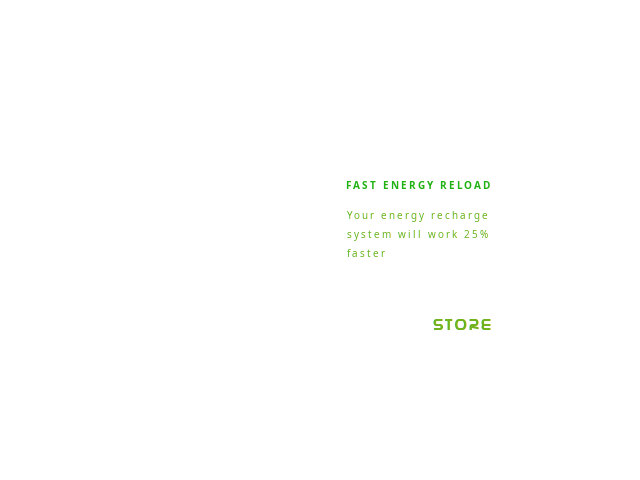 FAST ENERGY RELOAD
Your energy recharge
system will work 25%
faster
STORE